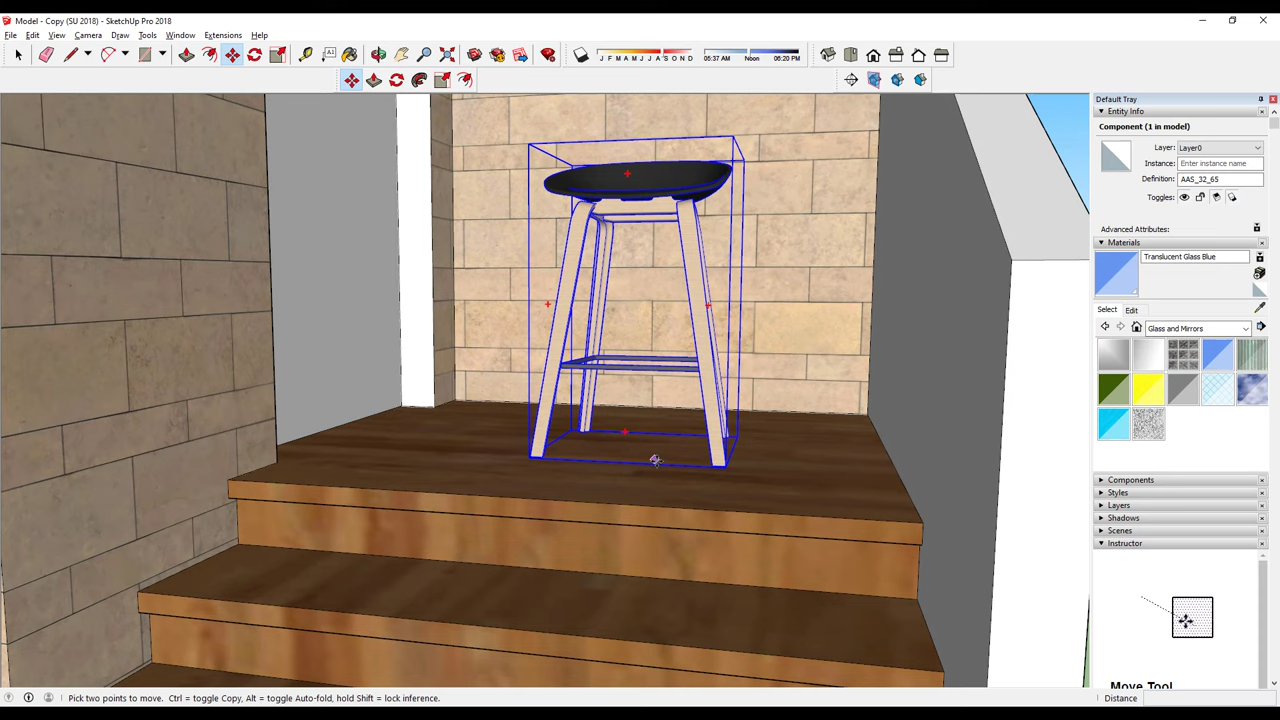 Model - Copy (SU 2018) - SketchUp Pro 2018
File Edit View Camera Draw Tools Window Extensions Help
J F M A M J J A S O N D
05:37 AM Noon 06:20 PM
Default Tray
Entity Info
Component (1 in model)
Layer: Layer0
Instance: Enter instance name
Definition: AAS_32_65
Toggles:
Advanced Attributes:
Materials
Translucent Glass Blue
Select Edit
Glass and Mirrors
Components
Styles
Layers
Shadows
Scenes
Instructor
Move Tool
Pick two points to move. Ctrl = toggle Copy, Alt = toggle Auto-fold, hold Shift = lock inference.
Distance